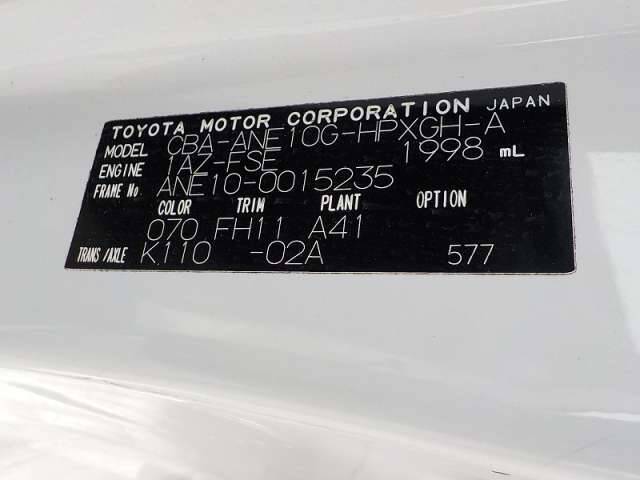 TOYOTA MOTOR CORPORATION JAPAN
MODEL CBA-ANE10G-HPXGH-A
ENGINE 1AZ-FSE 1998 mL
FRAME No ANE10-0015235
COLOR TRIM PLANT OPTION
070 FH11 A41
TRANS/AXLE K110 -02A 577